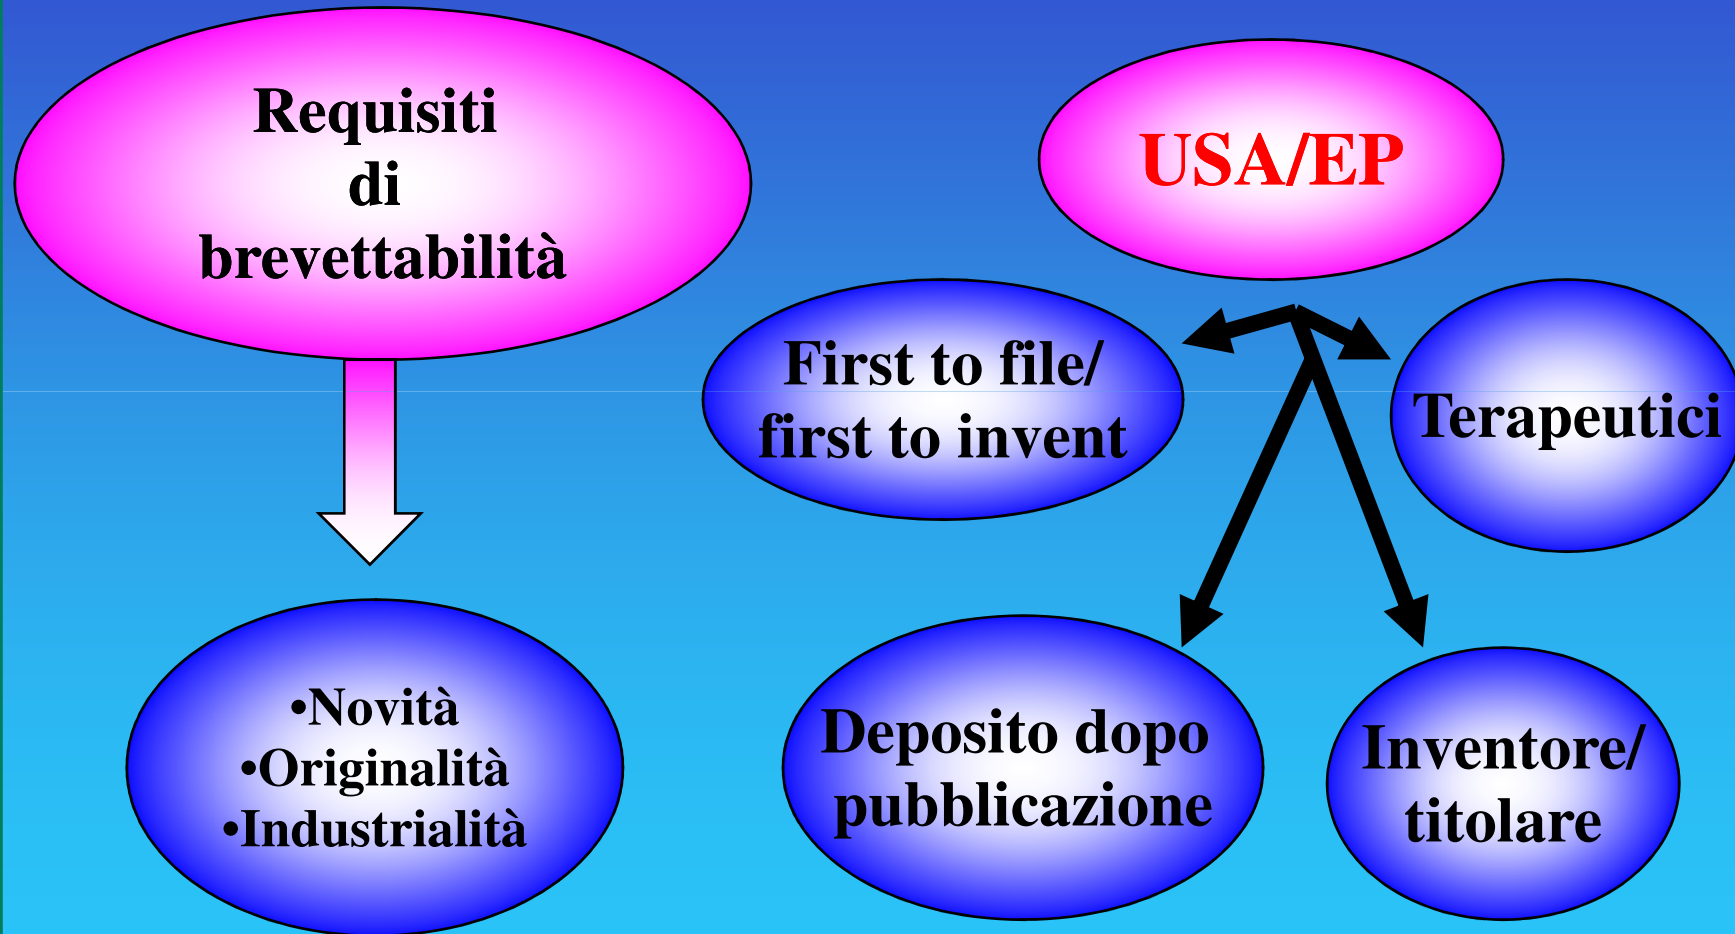 Requisiti
di
brevettabilità
•Novità
•Originalità
•Industrialità
USA/EP
First to file/
first to invent
Terapeutici
Deposito dopo
pubblicazione
Inventore/
titolare